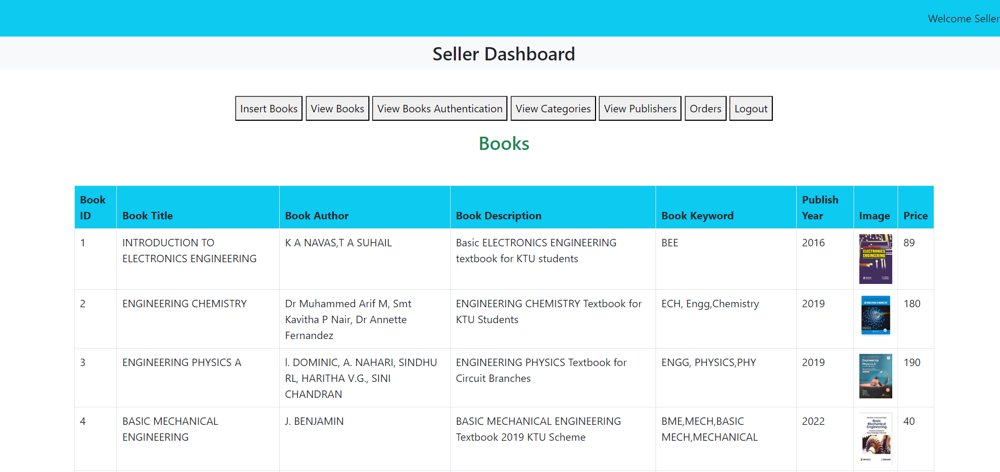 Welcome Seller
Seller Dashboard
Insert Books View Books View Books Authentication View Categories View Publishers Orders Logout
Books
Book ID Book Title Book Author Book Description Book Keyword Publish Year Image Price
1
INTRODUCTION TO
ELECTRONICS ENGINEERING
K A NAVAS,T A SUHAIL
Basic ELECTRONICS ENGINEERING
textbook for KTU students
BEE
2016
ELECTRONICS
ENGINEERING
89
2
ENGINEERING CHEMISTRY
Dr Muhammed Arif M, Smt
Kavitha P Nair, Dr Annette
Fernandez
ENGINEERING CHEMISTRY Textbook for
KTU Students
ECH, Engg,Chemistry
2019
ENGINEERING CHEMISTRY
180
3
ENGINEERING PHYSICS A
I. DOMINIC, A. NAHARI, SINDHU
RL, HARITHA V.G., SINI
CHANDRAN
ENGINEERING PHYSICS Textbook for
Circuit Branches
ENGG, PHYSICS,PHY
2019
Engineering
Physics A
190
4
BASIC MECHANICAL
ENGINEERING
J. BENJAMIN
BASIC MECHANICAL ENGINEERING
Textbook 2019 KTU Scheme
BME,MECH,BASIC
MECH,MECHANICAL
2022
Basic
Mechanical
Engineering
40